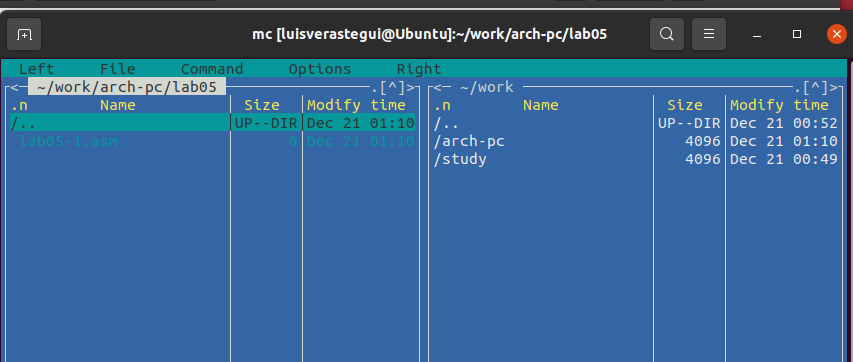 mc [luisverastegui@Ubuntu]:~/work/arch-pc/lab05
Left File Command Options Right
<─ ~/work/arch-pc/lab05 ─.[^]>
.n Name Size Modify time
/.. UP--DIR Dec 21 01:10
lab05-1.asm 0 Dec 21 01:10
<─ ~/work ─.[^]>
.n Name Size Modify time
/.. UP--DIR Dec 21 00:52
/arch-pc 4096 Dec 21 01:10
/study 4096 Dec 21 00:49